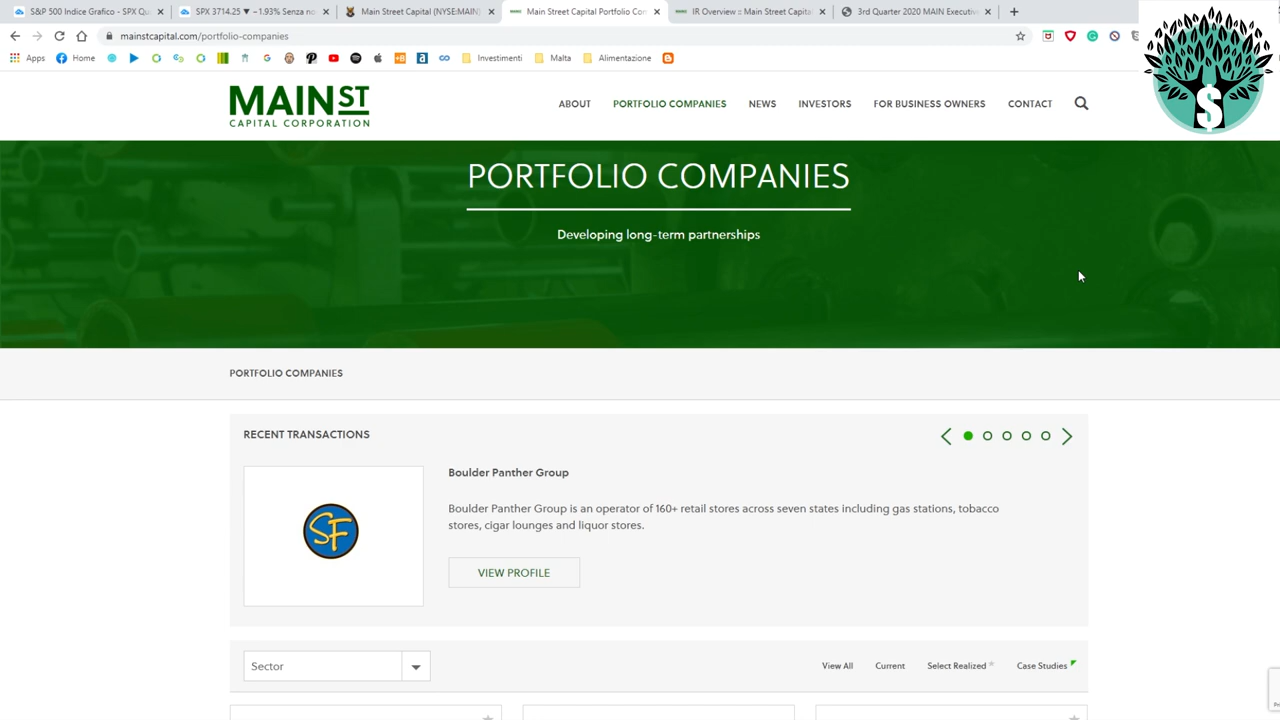 S&P 500 Indice Grafico - SPX Qu
SPX 3714.25 ▼ −1.93% Senza no
Main Street Capital (NYSE:MAIN)
Main Street Capital Portfolio Con
IR Overview :: Main Street Capita
3rd Quarter 2020 MAIN Executiv
mainstcapital.com/portfolio-companies
Apps
Home
Investimenti
Malta
Alimentazione
$
MAIN ST
CAPITAL CORPORATION
ABOUT
PORTFOLIO COMPANIES
NEWS
INVESTORS
FOR BUSINESS OWNERS
CONTACT
PORTFOLIO COMPANIES
Developing long-term partnerships
PORTFOLIO COMPANIES
RECENT TRANSACTIONS
SF
Boulder Panther Group
Boulder Panther Group is an operator of 160+ retail stores across seven states including gas stations, tobacco
stores, cigar lounges and liquor stores.
VIEW PROFILE
Sector
View All
Current
Select Realized*
Case Studies